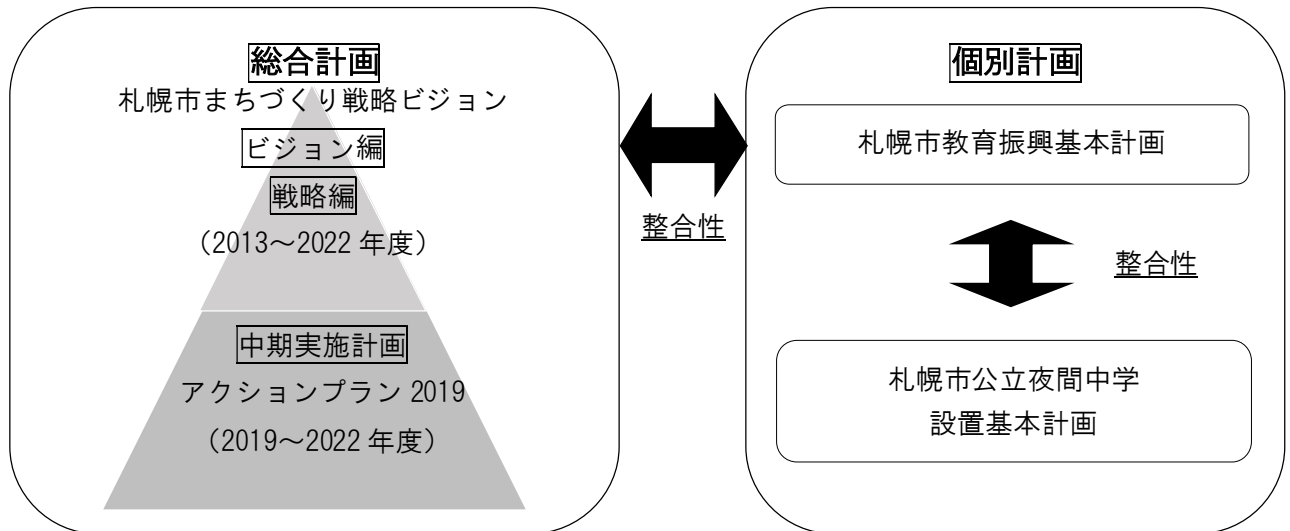 総合計画
札幌市まちづくり戦略ビジョン
ビジョン編
戦略編
（2013～2022 年度）
中期実施計画
アクションプラン 2019
（2019～2022 年度）
整合性
個別計画
札幌市教育振興基本計画
整合性
札幌市公立夜間中学
設置基本計画